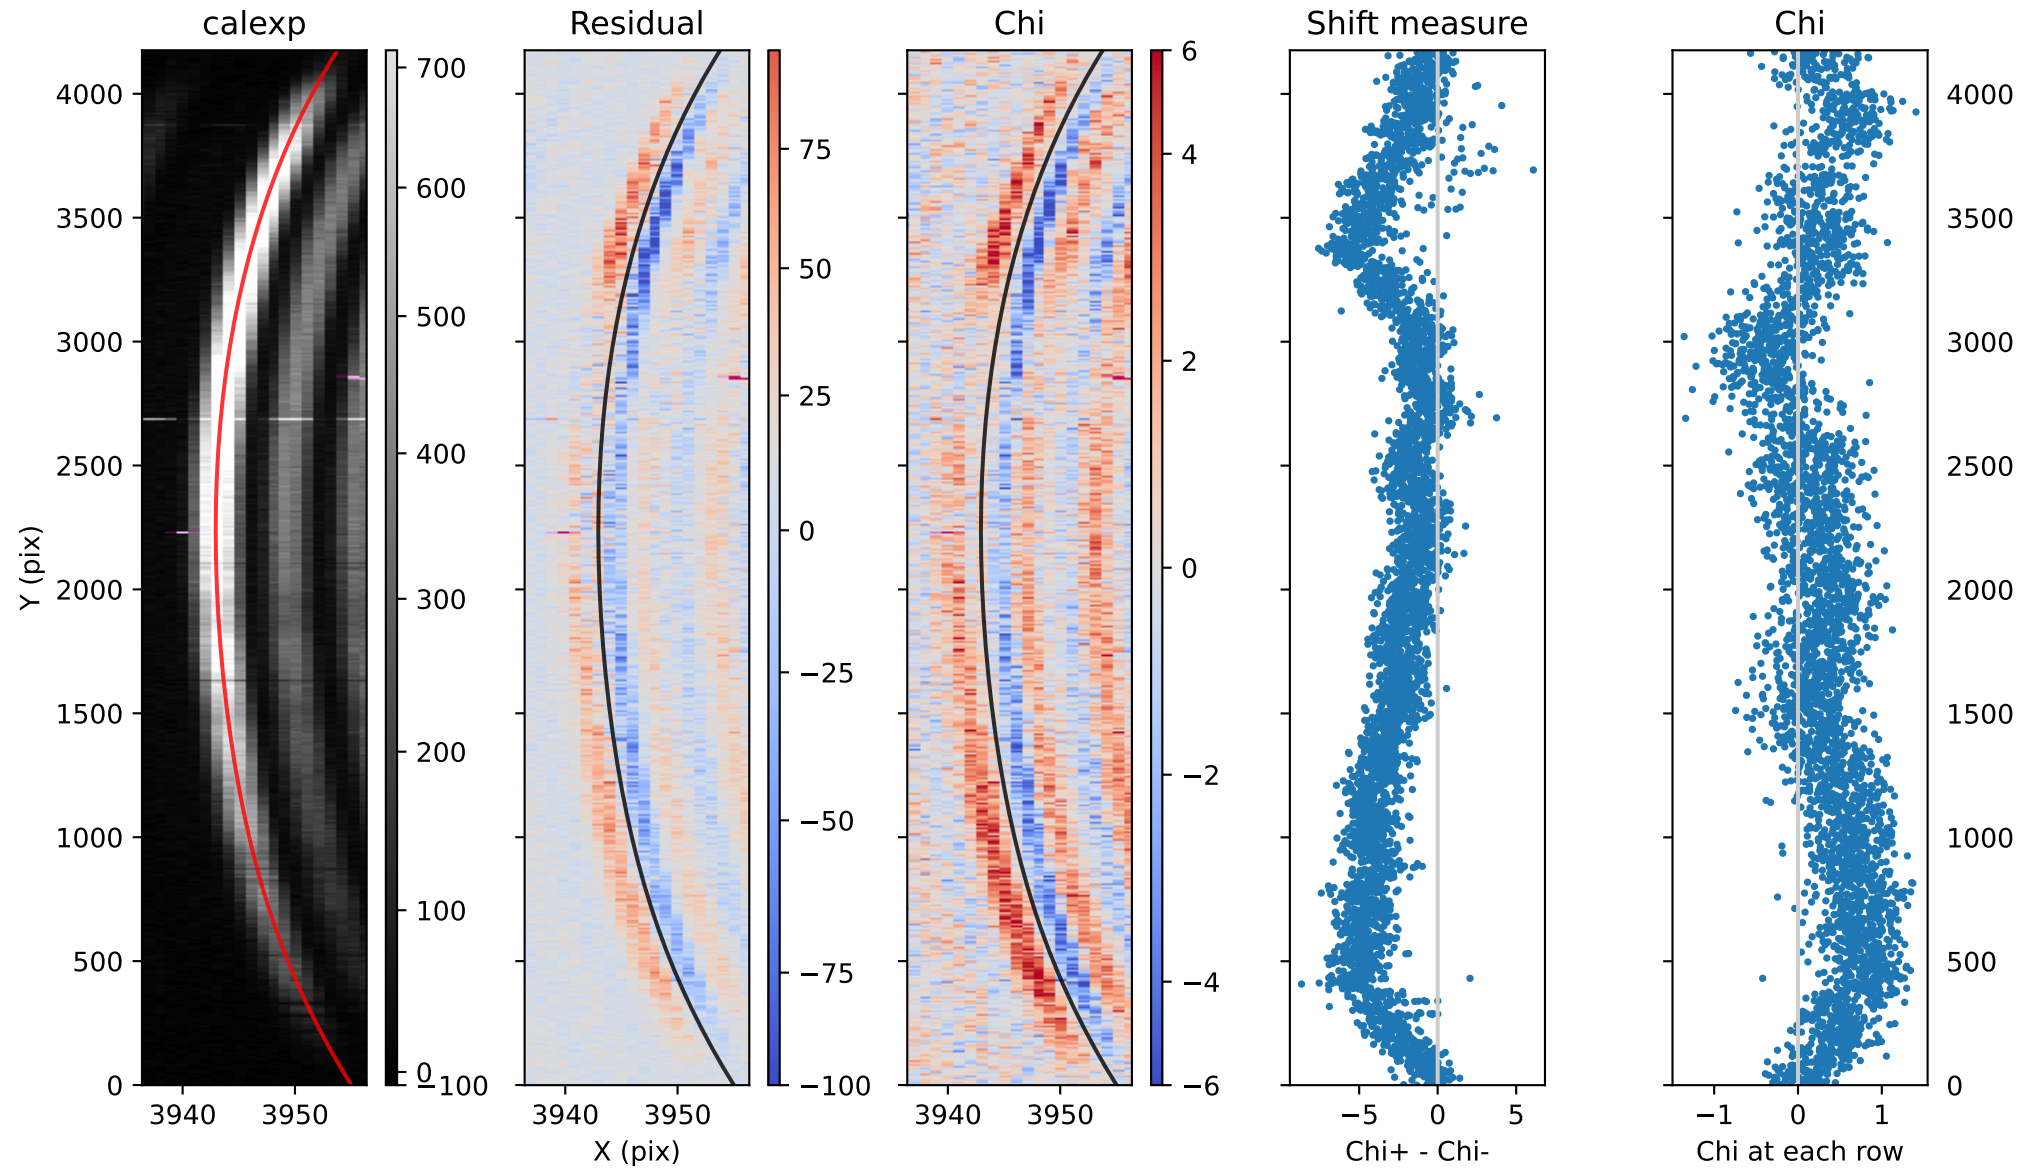 calexp Residual Chi Shift measure Chi
4000 700 75 6 4000
3500 600 50 4 3500
3000 500 25 2 3000
2500 400 0 0 2500
2000 300 −25 −2 2000
1500 200 −50 −4 1500
1000 100 −75 −6 1000
500 0 −100 500
0 −100 0
Y (pix)
3940 3950 3940 3950 3940 3950 −5 0 5 −1 0 1
X (pix) Chi+ - Chi- Chi at each row